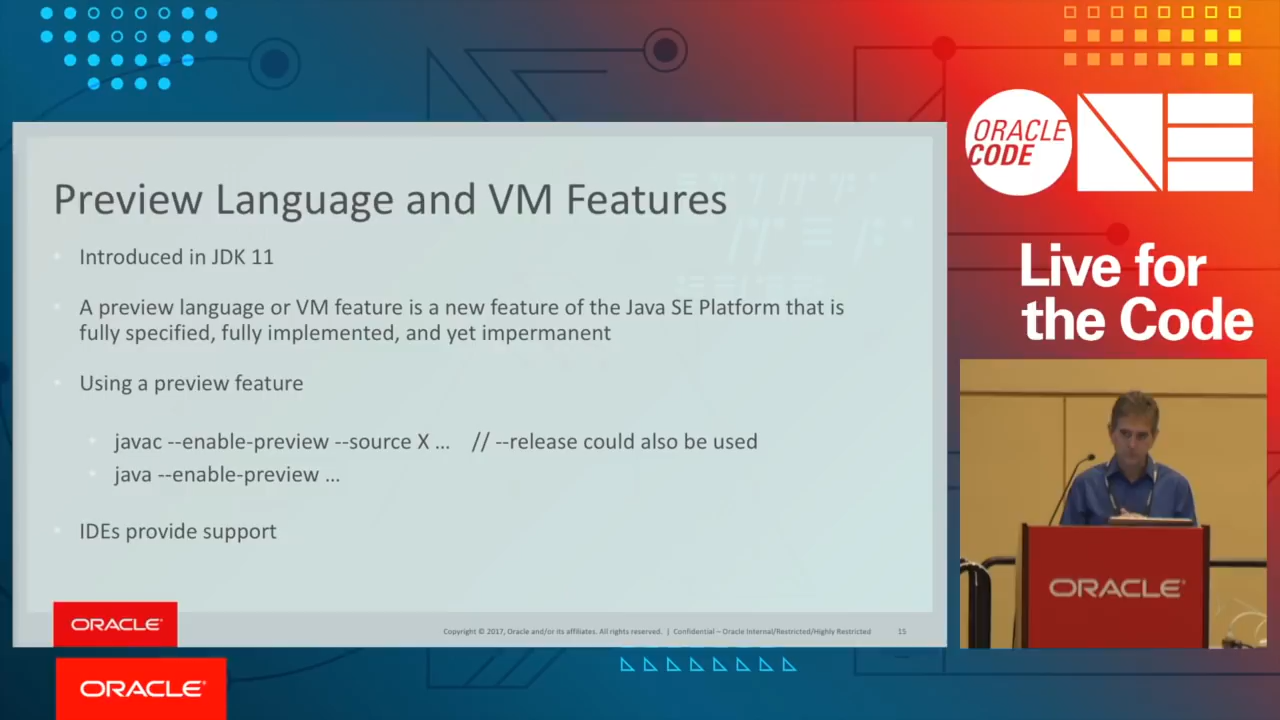 Preview Language and VM Features
Introduced in JDK 11
A preview language or VM feature is a new feature of the Java SE Platform that is
fully specified, fully implemented, and yet impermanent
Using a preview feature
javac --enable-preview --source X ... // --release could also be used
java --enable-preview ...
IDEs provide support
ORACLE
Copyright © 2017, Oracle and/or its affiliates. All rights reserved. | Confidential – Oracle Internal/Restricted/Highly Restricted 15
ORACLE
ORACLE
CODE
ONE
Live for
the Code
ORACLE